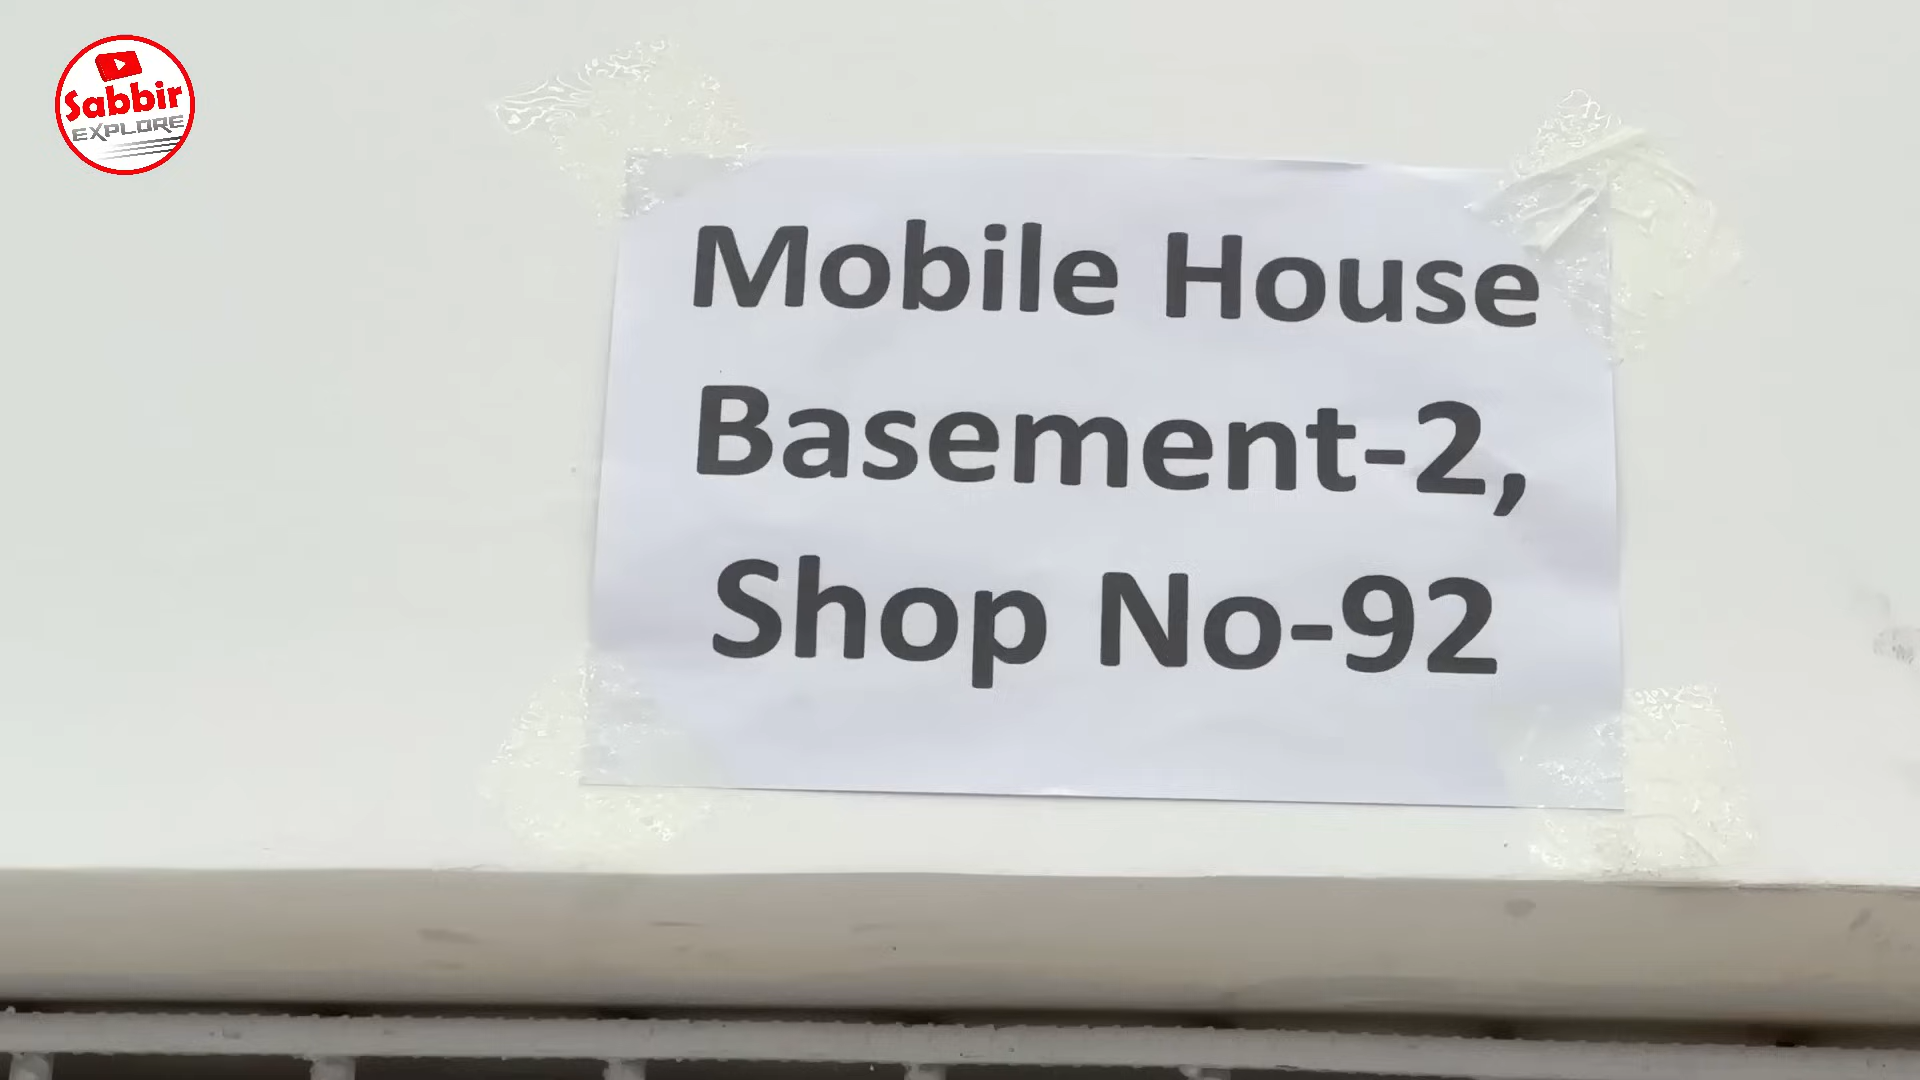 Sabbir
EXPLORE
Mobile House
Basement-2,
Shop No-92